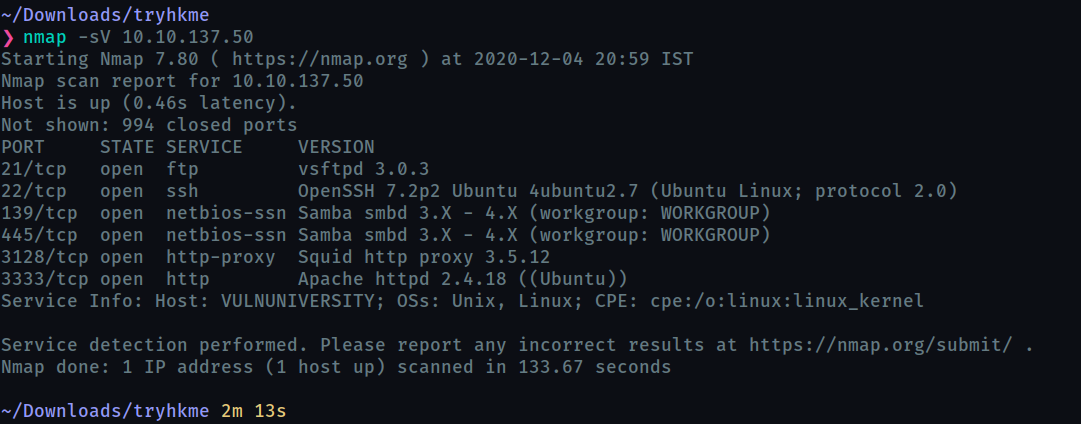 ~/Downloads/tryhkme
❯ nmap -sV 10.10.137.50
Starting Nmap 7.80 ( https://nmap.org ) at 2020-12-04 20:59 IST
Nmap scan report for 10.10.137.50
Host is up (0.46s latency).
Not shown: 994 closed ports
PORT     STATE SERVICE     VERSION
21/tcp   open  ftp         vsftpd 3.0.3
22/tcp   open  ssh         OpenSSH 7.2p2 Ubuntu 4ubuntu2.7 (Ubuntu Linux; protocol 2.0)
139/tcp  open  netbios-ssn Samba smbd 3.X - 4.X (workgroup: WORKGROUP)
445/tcp  open  netbios-ssn Samba smbd 3.X - 4.X (workgroup: WORKGROUP)
3128/tcp open  http-proxy  Squid http proxy 3.5.12
3333/tcp open  http        Apache httpd 2.4.18 ((Ubuntu))
Service Info: Host: VULNUNIVERSITY; OSs: Unix, Linux; CPE: cpe:/o:linux:linux_kernel

Service detection performed. Please report any incorrect results at https://nmap.org/submit/ .
Nmap done: 1 IP address (1 host up) scanned in 133.67 seconds

~/Downloads/tryhkme 2m 13s